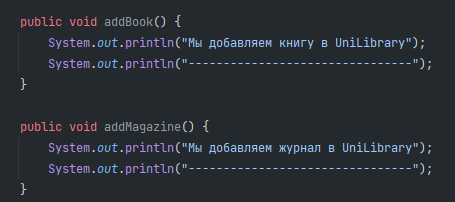 public void addBook() {
    System.out.println("Мы добавляем книгу в UniLibrary");
    System.out.println("--------------------------------");
}

public void addMagazine() {
    System.out.println("Мы добавляем журнал в UniLibrary");
    System.out.println("--------------------------------");
}